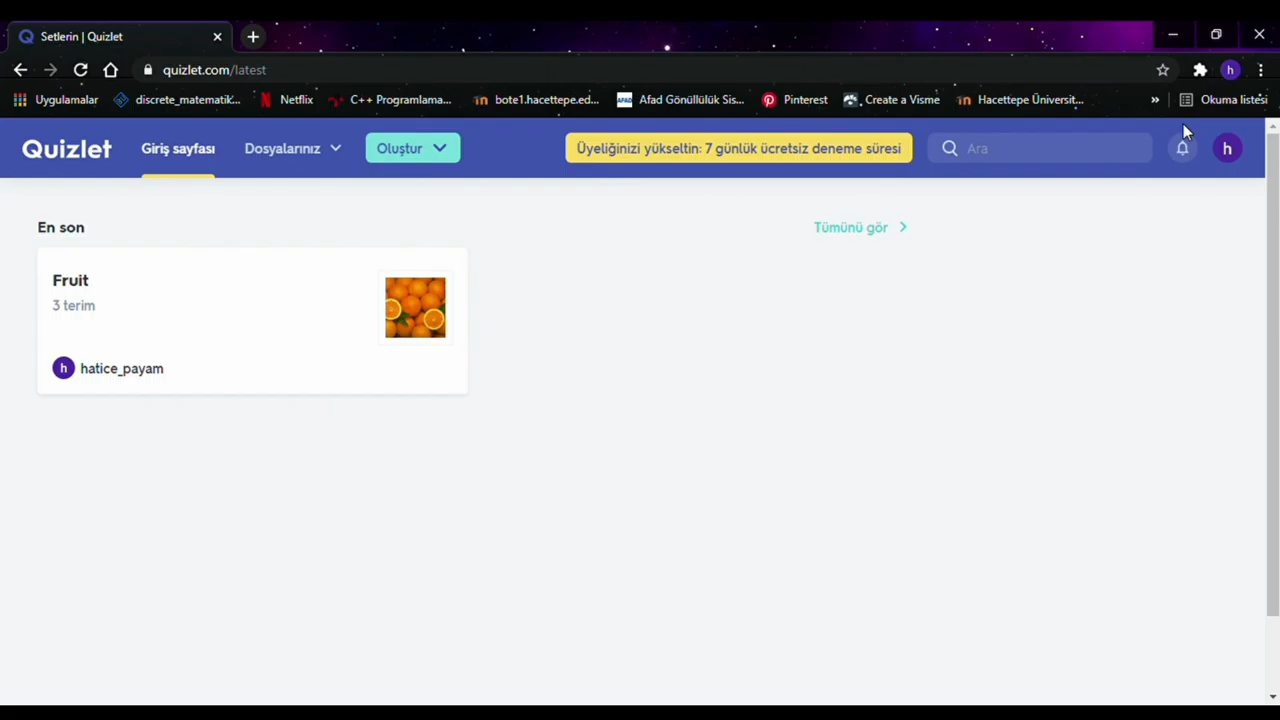 Setlerin | Quizlet
quizlet.com/latest
Uygulamalar discrete_matematik... Netflix C++ Programlama... bote1.hacettepe.ed... Afad Gönüllülük Sis... Pinterest Create a Visme Hacettepe Üniversit... » Okuma listesi
Quizlet Giriş sayfası Dosyalarınız Oluştur Üyeliğinizi yükseltin: 7 günlük ücretsiz deneme süresi Ara h
En son Tümünü gör
Fruit
3 terim
h hatice_payam